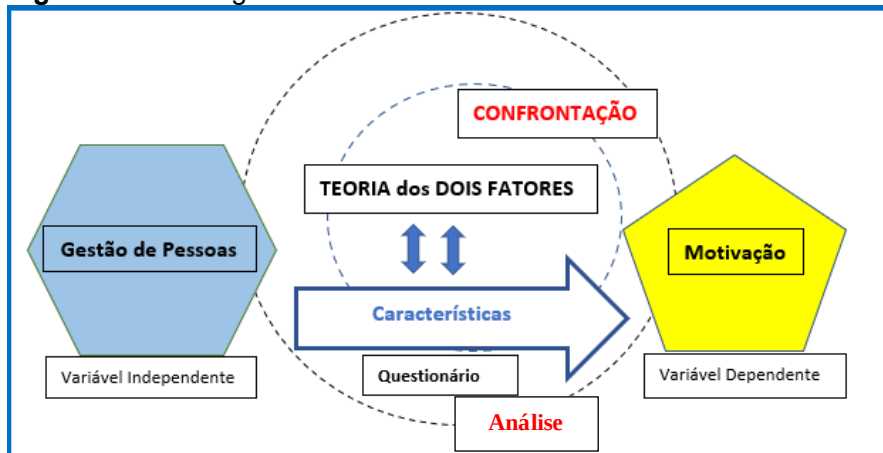 CONFRONTAÇÃO
TEORIA dos DOIS FATORES
Gestão de Pessoas
Motivação
Características
Variável Independente
Questionário
Variável Dependente
Análise